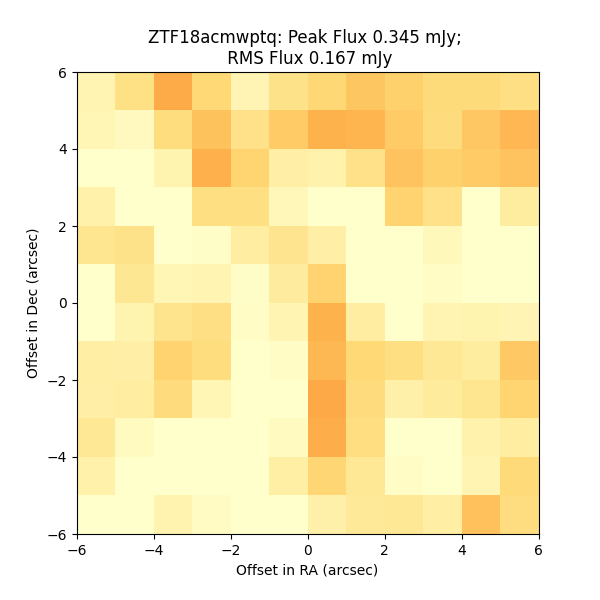 ZTF18acmwptq: Peak Flux 0.345 mJy;
RMS Flux 0.167 mJy
6
4
2
0
−2
−4
−6
Offset in Dec (arcsec)
−6 −4 −2 0 2 4 6
Offset in RA (arcsec)